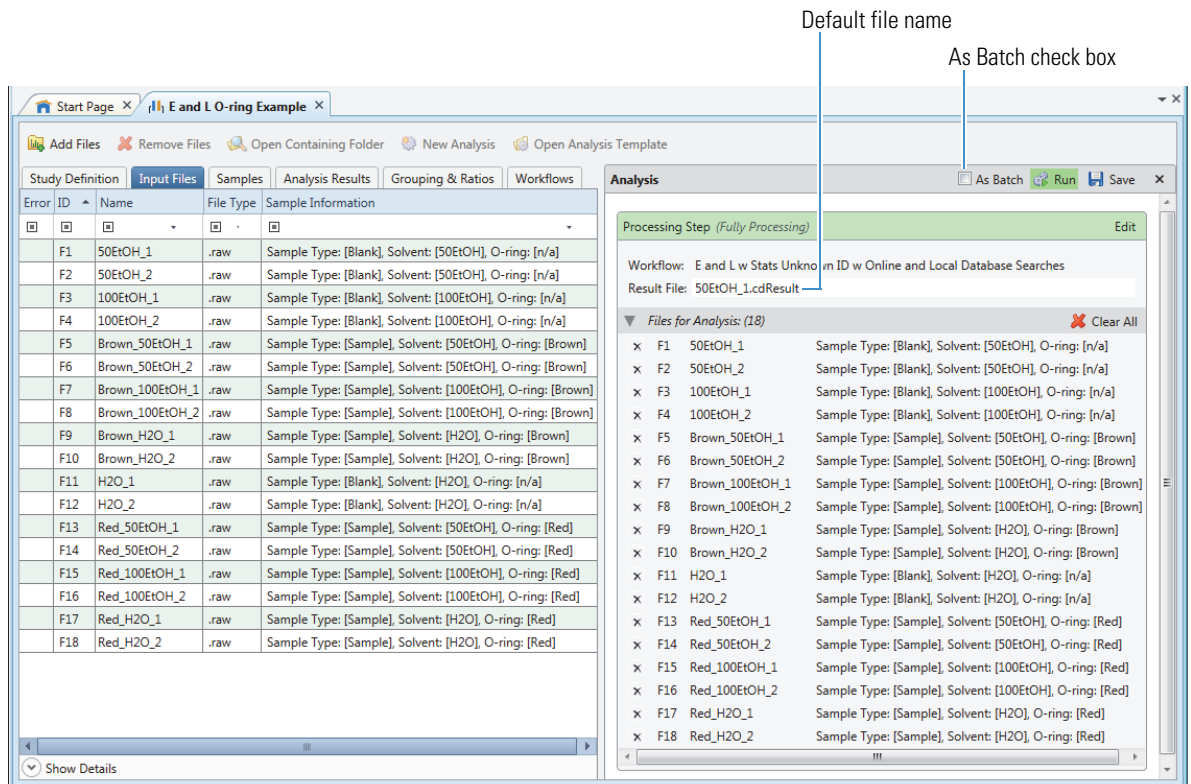 Default file name
As Batch check box
Start Page
E and L O-ring Example
Add Files Remove Files Open Containing Folder New Analysis Open Analysis Template
Study Definition Input Files Samples Analysis Results Grouping & Ratios Workflows
Error ID Name File Type Sample Information
F1 50EtOH_1 .raw Sample Type: [Blank], Solvent: [50EtOH], O-ring: [n/a]
F2 50EtOH_2 .raw Sample Type: [Blank], Solvent: [50EtOH], O-ring: [n/a]
F3 100EtOH_1 .raw Sample Type: [Blank], Solvent: [100EtOH], O-ring: [n/a]
F4 100EtOH_2 .raw Sample Type: [Blank], Solvent: [100EtOH], O-ring: [n/a]
F5 Brown_50EtOH_1 .raw Sample Type: [Sample], Solvent: [50EtOH], O-ring: [Brown]
F6 Brown_50EtOH_2 .raw Sample Type: [Sample], Solvent: [50EtOH], O-ring: [Brown]
F7 Brown_100EtOH_1 .raw Sample Type: [Sample], Solvent: [100EtOH], O-ring: [Brown]
F8 Brown_100EtOH_2 .raw Sample Type: [Sample], Solvent: [100EtOH], O-ring: [Brown]
F9 Brown_H2O_1 .raw Sample Type: [Sample], Solvent: [H2O], O-ring: [Brown]
F10 Brown_H2O_2 .raw Sample Type: [Sample], Solvent: [H2O], O-ring: [Brown]
F11 H2O_1 .raw Sample Type: [Blank], Solvent: [H2O], O-ring: [n/a]
F12 H2O_2 .raw Sample Type: [Blank], Solvent: [H2O], O-ring: [n/a]
F13 Red_50EtOH_1 .raw Sample Type: [Sample], Solvent: [50EtOH], O-ring: [Red]
F14 Red_50EtOH_2 .raw Sample Type: [Sample], Solvent: [50EtOH], O-ring: [Red]
F15 Red_100EtOH_1 .raw Sample Type: [Sample], Solvent: [100EtOH], O-ring: [Red]
F16 Red_100EtOH_2 .raw Sample Type: [Sample], Solvent: [100EtOH], O-ring: [Red]
F17 Red_H2O_1 .raw Sample Type: [Sample], Solvent: [H2O], O-ring: [Red]
F18 Red_H2O_2 .raw Sample Type: [Sample], Solvent: [H2O], O-ring: [Red]
Show Details
Analysis As Batch Run Save
Processing Step (Fully Processing) Edit
Workflow: E and L w Stats Unknown ID w Online and Local Database Searches
Result File: 50EtOH_1.cdResult
Files for Analysis: (18) Clear All
F1 50EtOH_1 Sample Type: [Blank], Solvent: [50EtOH], O-ring: [n/a]
F2 50EtOH_2 Sample Type: [Blank], Solvent: [50EtOH], O-ring: [n/a]
F3 100EtOH_1 Sample Type: [Blank], Solvent: [100EtOH], O-ring: [n/a]
F4 100EtOH_2 Sample Type: [Blank], Solvent: [100EtOH], O-ring: [n/a]
F5 Brown_50EtOH_1 Sample Type: [Sample], Solvent: [50EtOH], O-ring: [Brown]
F6 Brown_50EtOH_2 Sample Type: [Sample], Solvent: [50EtOH], O-ring: [Brown]
F7 Brown_100EtOH_1 Sample Type: [Sample], Solvent: [100EtOH], O-ring: [Brown]
F8 Brown_100EtOH_2 Sample Type: [Sample], Solvent: [100EtOH], O-ring: [Brown]
F9 Brown_H2O_1 Sample Type: [Sample], Solvent: [H2O], O-ring: [Brown]
F10 Brown_H2O_2 Sample Type: [Sample], Solvent: [H2O], O-ring: [Brown]
F11 H2O_1 Sample Type: [Blank], Solvent: [H2O], O-ring: [n/a]
F12 H2O_2 Sample Type: [Blank], Solvent: [H2O], O-ring: [n/a]
F13 Red_50EtOH_1 Sample Type: [Sample], Solvent: [50EtOH], O-ring: [Red]
F14 Red_50EtOH_2 Sample Type: [Sample], Solvent: [50EtOH], O-ring: [Red]
F15 Red_100EtOH_1 Sample Type: [Sample], Solvent: [100EtOH], O-ring: [Red]
F16 Red_100EtOH_2 Sample Type: [Sample], Solvent: [100EtOH], O-ring: [Red]
F17 Red_H2O_1 Sample Type: [Sample], Solvent: [H2O], O-ring: [Red]
F18 Red_H2O_2 Sample Type: [Sample], Solvent: [H2O], O-ring: [Red]